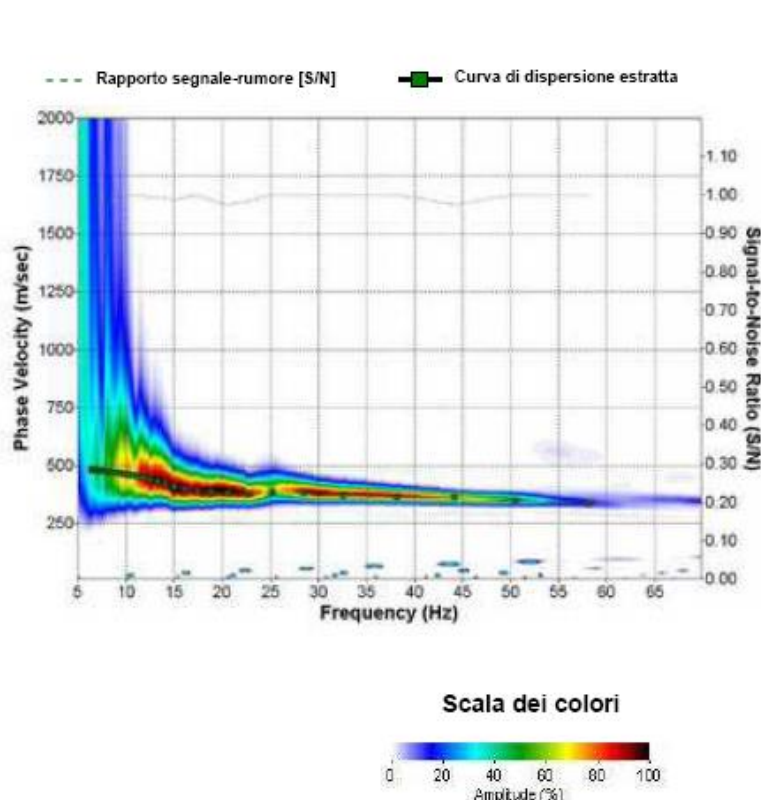 Rapporto segnale-rumore [S/N]
Curva di dispersione estratta
2000
1750
1500
1250
1000
750
500
250
Phase Velocity (m/sec)
1.10
1.00
0.90
0.80
0.70
0.60
0.50
0.40
0.30
0.20
0.10
0.00
Signal-to-Noise Ratio (S/N)
5 10 15 20 25 30 35 40 45 50 55 60 65
Frequency (Hz)
Scala dei colori
0 20 40 60 80 100
Amplitude (%)